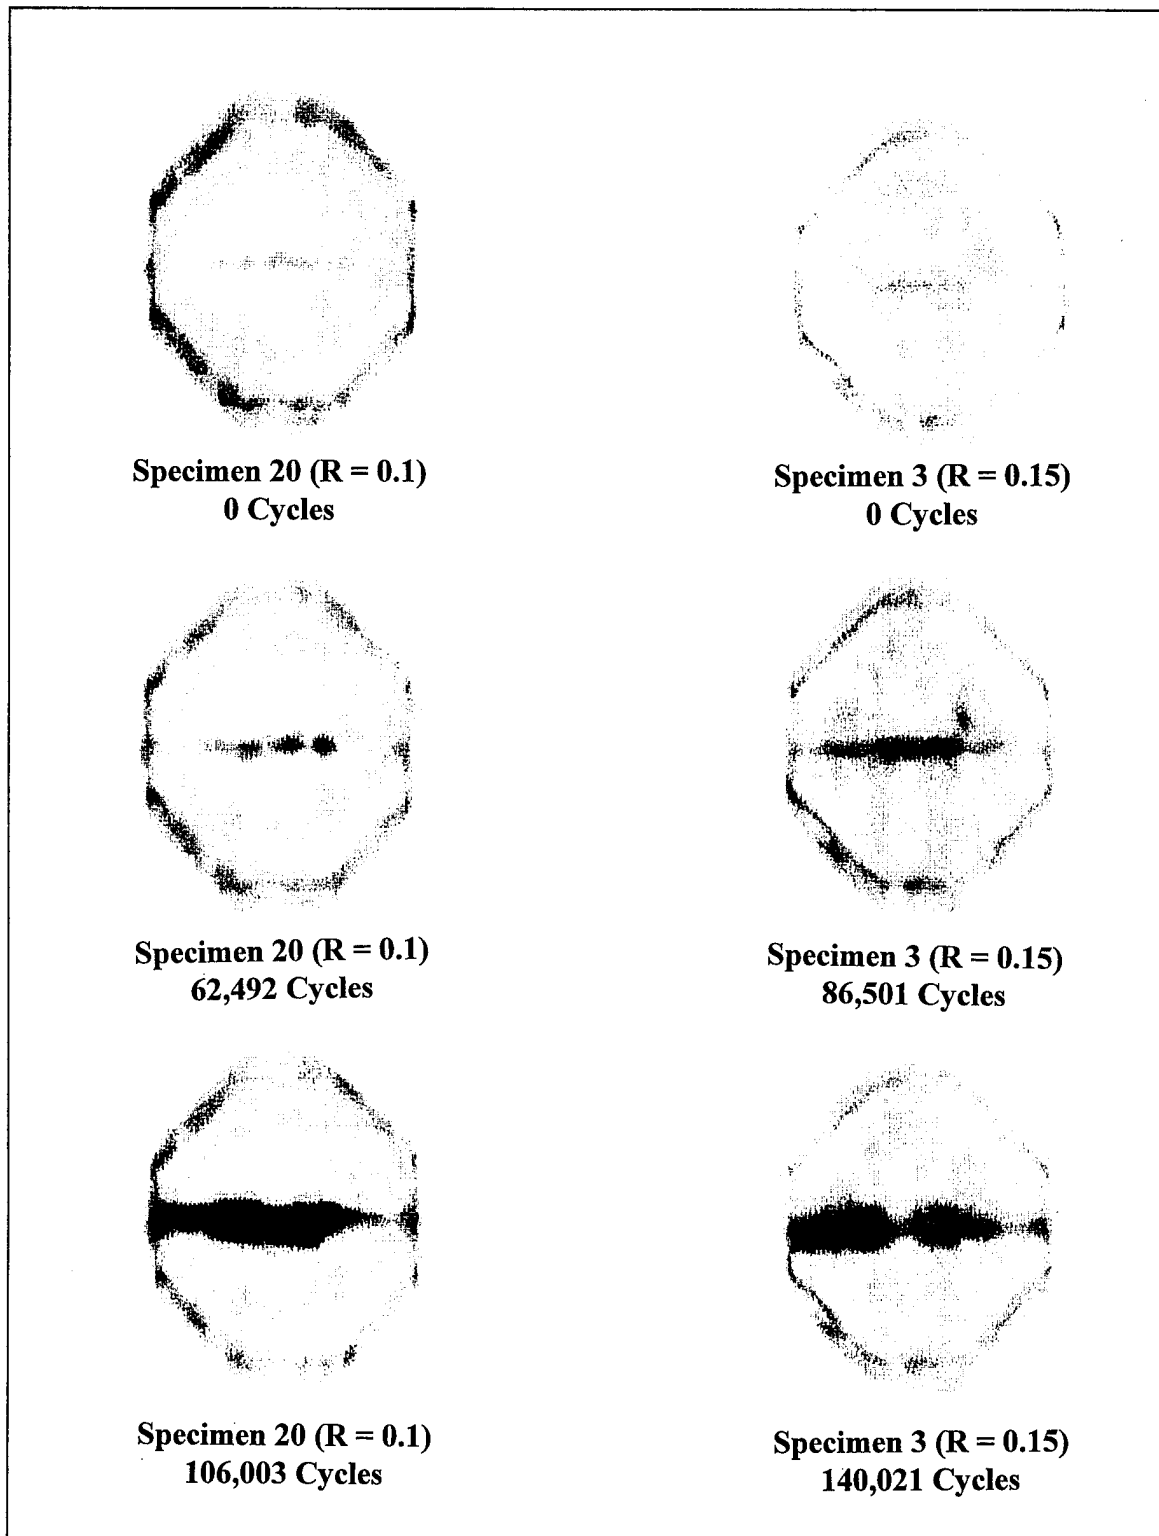 Specimen 20 (R = 0.1)
0 Cycles
Specimen 3 (R = 0.15)
0 Cycles
Specimen 20 (R = 0.1)
62,492 Cycles
Specimen 3 (R = 0.15)
86,501 Cycles
Specimen 20 (R = 0.1)
106,003 Cycles
Specimen 3 (R = 0.15)
140,021 Cycles